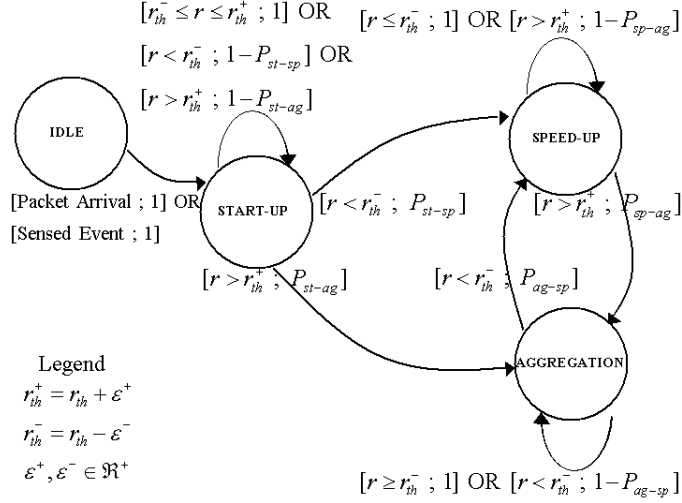 [r_th^- ≤ r ≤ r_th^+ ; 1] OR
[r < r_th^- ; 1−P_st−sp] OR
[r > r_th^+ ; 1−P_st−ag]
[r ≤ r_th^- ; 1] OR [r > r_th^+ ; 1−P_sp−ag]
IDLE
SPEED-UP
[Packet Arrival ; 1] OR
[Sensed Event ; 1]
START-UP
[r < r_th^- ; P_st−sp]
[r > r_th^+ ; P_sp−ag]
[r > r_th^+ ; P_st−ag]
[r < r_th^- ; P_ag−sp]
AGGREGATION
Legend
r_th^+ = r_th + ε^+
r_th^- = r_th − ε^-
ε^+, ε^- ∈ ℜ^+
[r ≥ r_th^- ; 1] OR [r < r_th^- ; 1−P_ag−sp]